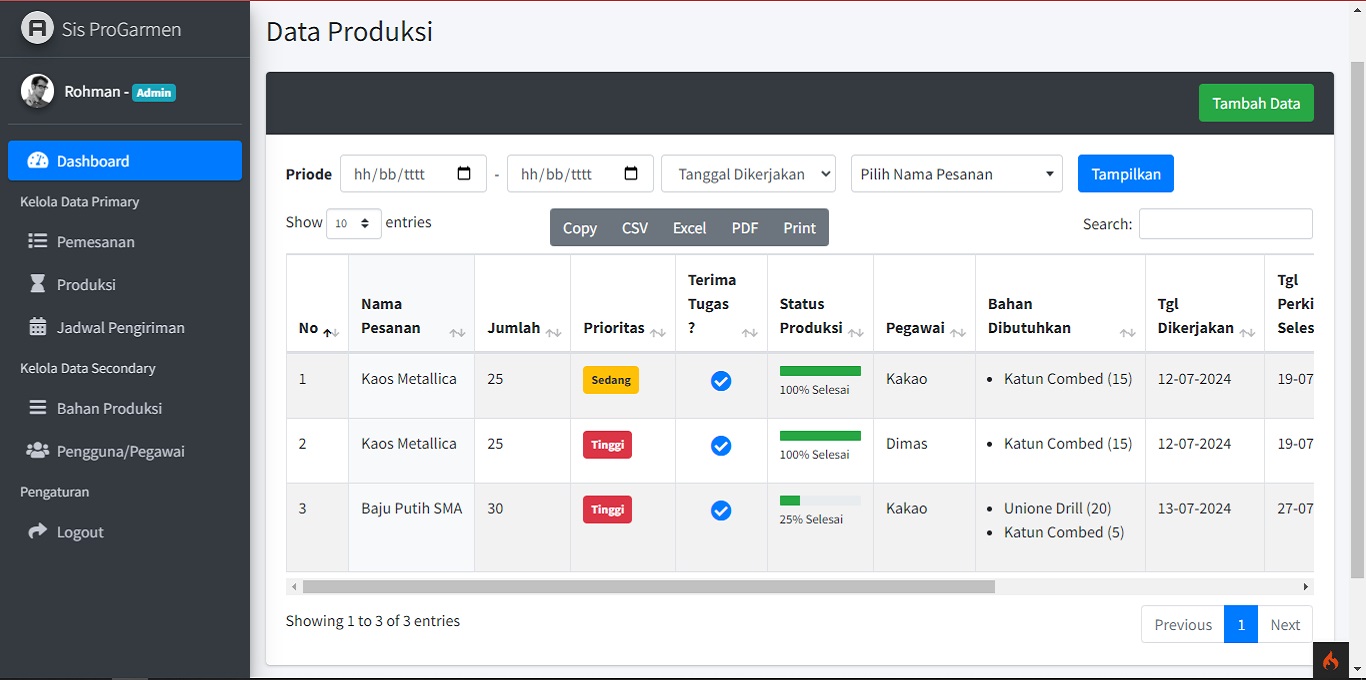 Sis ProGarmen
Rohman - Admin
Dashboard
Kelola Data Primary
Pemesanan
Produksi
Jadwal Pengiriman
Kelola Data Secondary
Bahan Produksi
Pengguna/Pegawai
Pengaturan
Logout
Data Produksi
Tambah Data
Priode hh/bb/tttt - hh/bb/tttt Tanggal Dikerjakan Pilih Nama Pesanan Tampilkan
Show 10 entries Copy CSV Excel PDF Print Search:
No
Nama
Pesanan
Jumlah
Prioritas
Terima
Tugas
?
Status
Produksi
Pegawai
Bahan
Dibutuhkan
Tgl
Dikerjakan
Tgl
Perki
Seles
1 Kaos Metallica 25 Sedang 100% Selesai Kakao • Katun Combed (15) 12-07-2024 19-07
2 Kaos Metallica 25 Tinggi 100% Selesai Dimas • Katun Combed (15) 12-07-2024 19-07
3 Baju Putih SMA 30 Tinggi 25% Selesai Kakao • Unione Drill (20) 13-07-2024 27-07
• Katun Combed (5)
Showing 1 to 3 of 3 entries Previous 1 Next